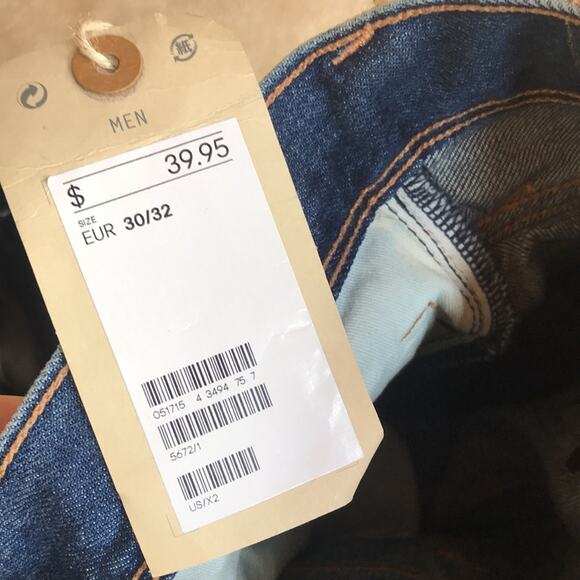 MEN
$ 39.95
SIZE
EUR 30/32
051715 4 3494 75 7
5672/1
US/X2